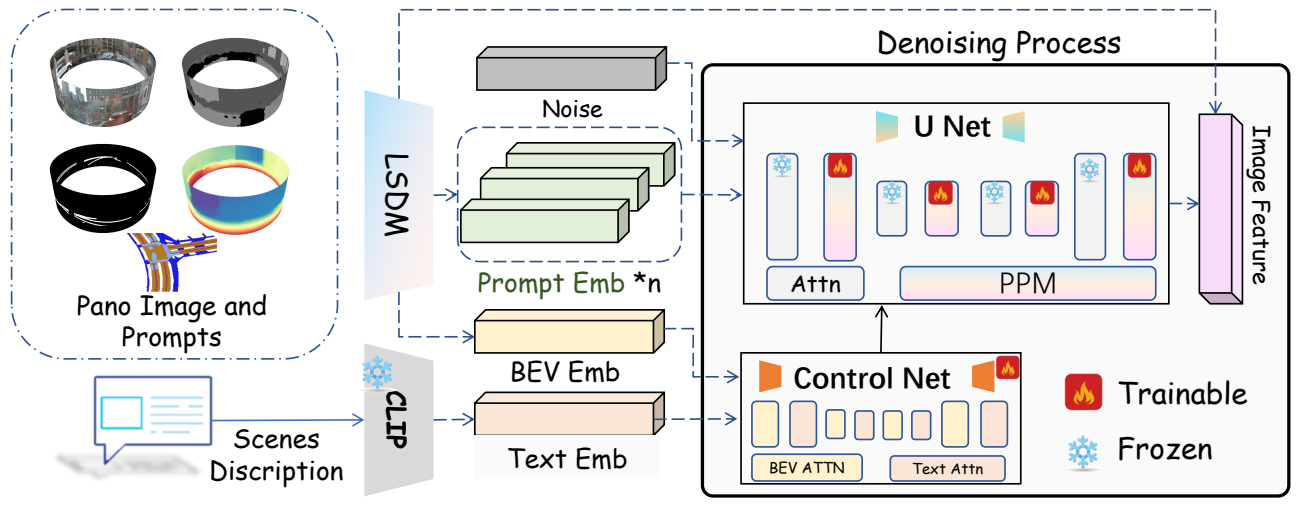 Denoising Process
Noise
U Net
LSDM
Image Feature
Prompt Emb *n
Attn
PPM
Pano Image and
Prompts
BEV Emb
Control Net
CLIP
Trainable
Scenes
Discription
Text Emb
BEV ATTN
Text Attn
Frozen